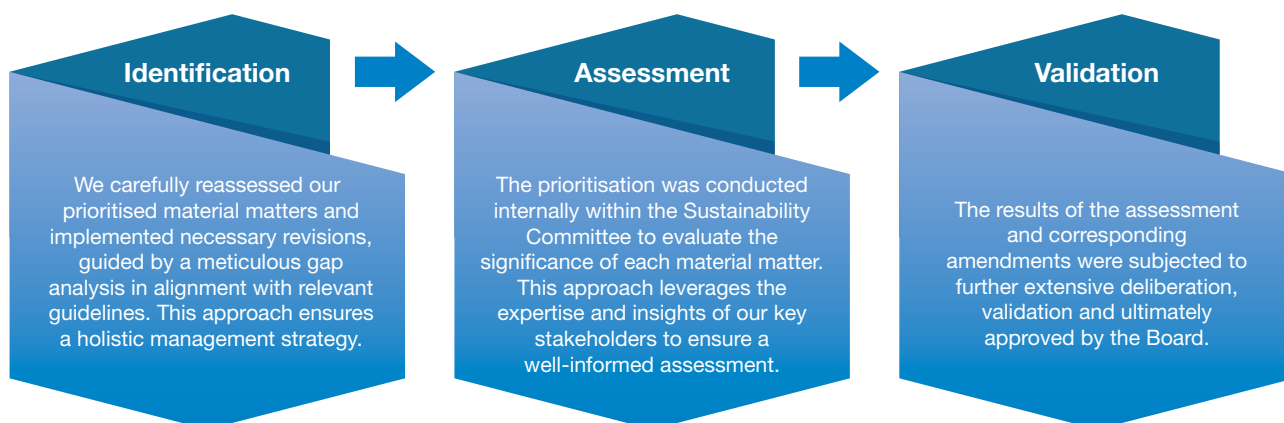 Identification
We carefully reassessed our
prioritised material matters and
implemented necessary revisions,
guided by a meticulous gap
analysis in alignment with relevant
guidelines. This approach ensures
a holistic management strategy.
Assessment
The prioritisation was conducted
internally within the Sustainability
Committee to evaluate the
significance of each material matter.
This approach leverages the
expertise and insights of our key
stakeholders to ensure a
well-informed assessment.
Validation
The results of the assessment
and corresponding
amendments were subjected to
further extensive deliberation,
validation and ultimately
approved by the Board.